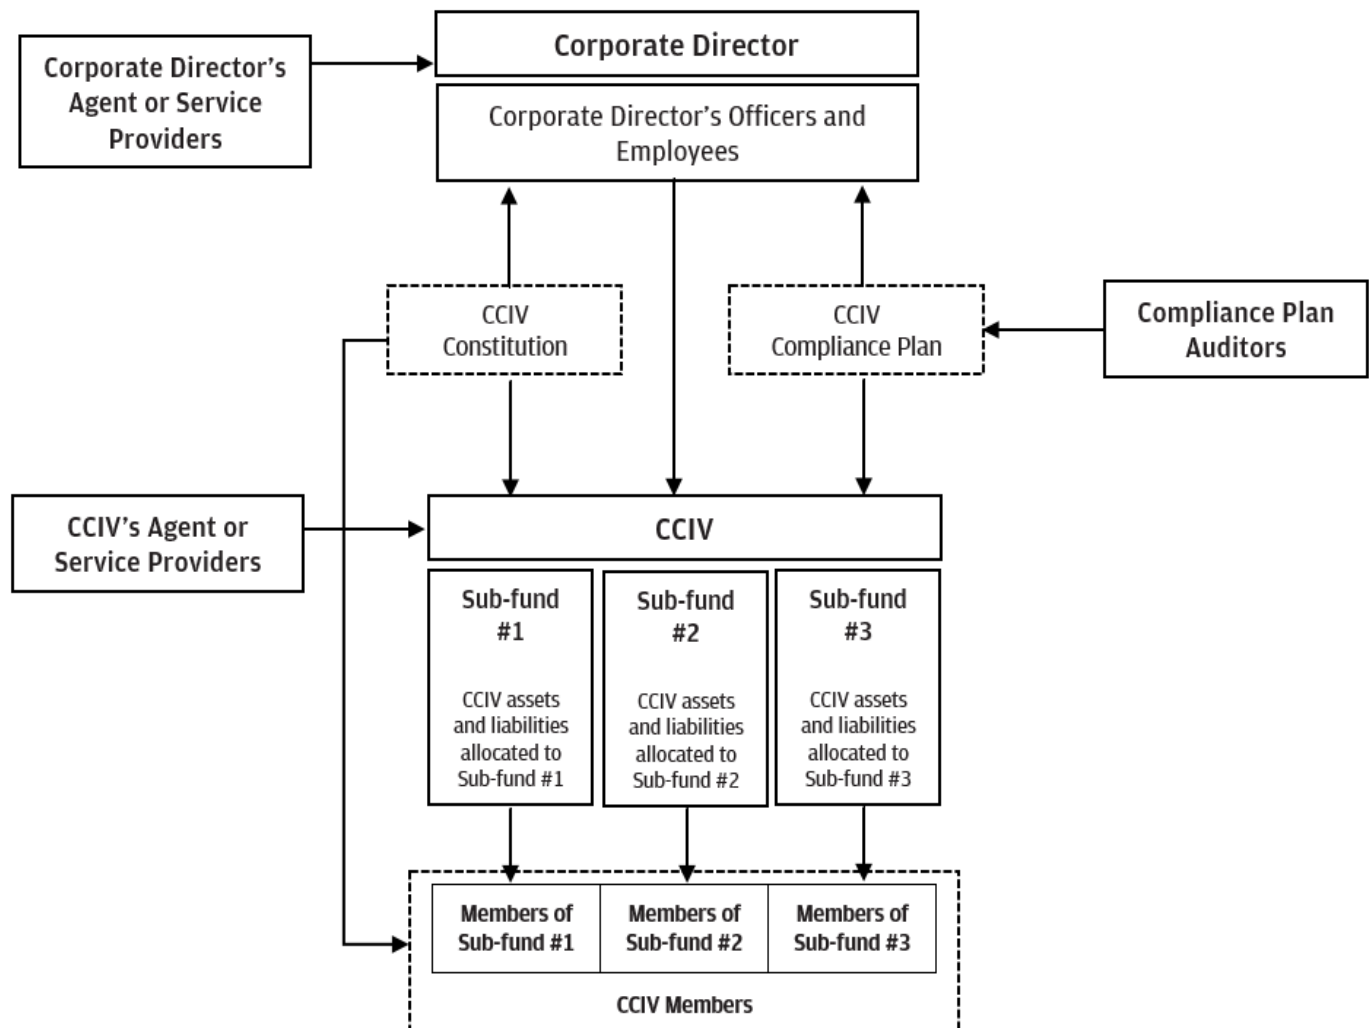 Corporate Director
Corporate Director’s
Agent or Service
Providers
Corporate Director’s Officers and
Employees
CCIV
Constitution
CCIV
Compliance Plan
Compliance Plan
Auditors
CCIV’s Agent or
Service Providers
CCIV
Sub-fund
#1
CCIV assets
and liabilities
allocated to
Sub-fund #1
Sub-fund
#2
CCIV assets
and liabilities
allocated to
Sub-fund #2
Sub-fund
#3
CCIV assets
and liabilities
allocated to
Sub-fund #3
Members of
Sub-fund #1
Members of
Sub-fund #2
Members of
Sub-fund #3
CCIV Members